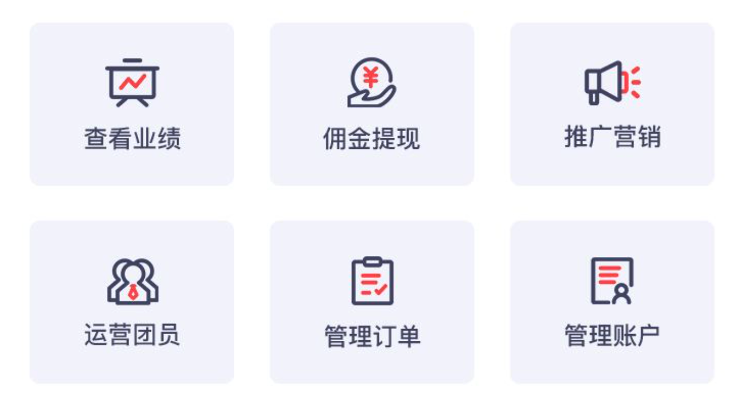 查看业绩
佣金提现
推广营销
运营团员
管理订单
管理账户